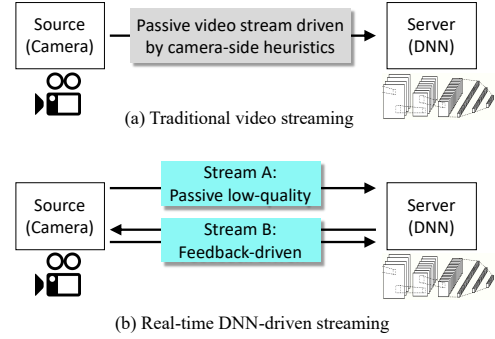 Source
(Camera)
Passive video stream driven
by camera-side heuristics
Server
(DNN)
(a) Traditional video streaming
Source
(Camera)
Stream A:
Passive low-quality
Stream B:
Feedback-driven
Server
(DNN)
(b) Real-time DNN-driven streaming